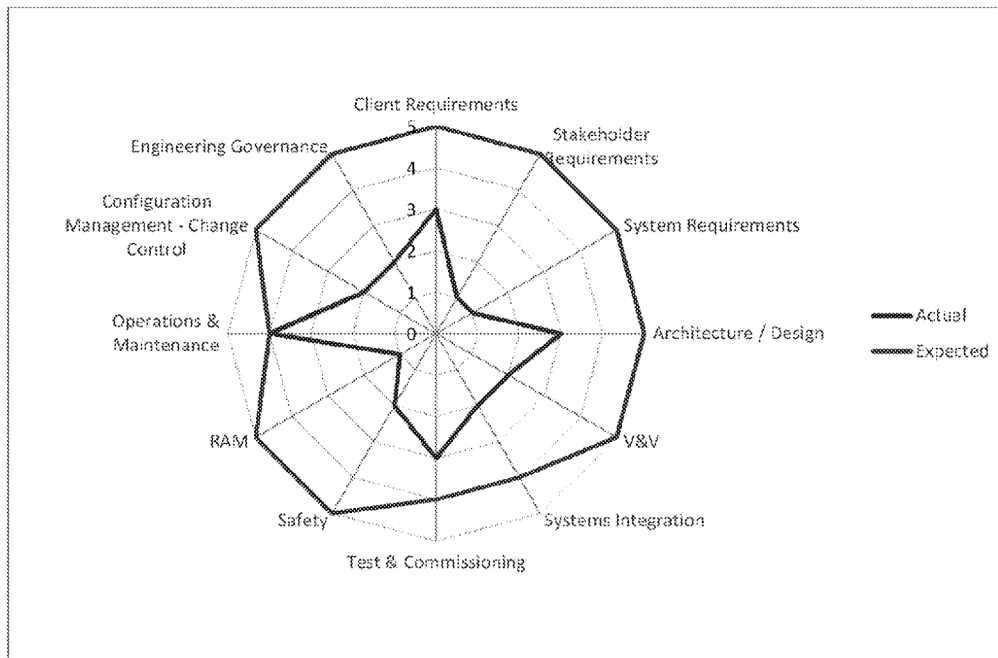 Client Requirements
5
4
3
2
1
0
Stakeholder
Requirements
System Requirements
Architecture / Design
V&V
Systems Integration
Test & Commissioning
Safety
RAM
Operations &
Maintenance
Configuration
Management - Change
Control
Engineering Governance
Actual
Expected